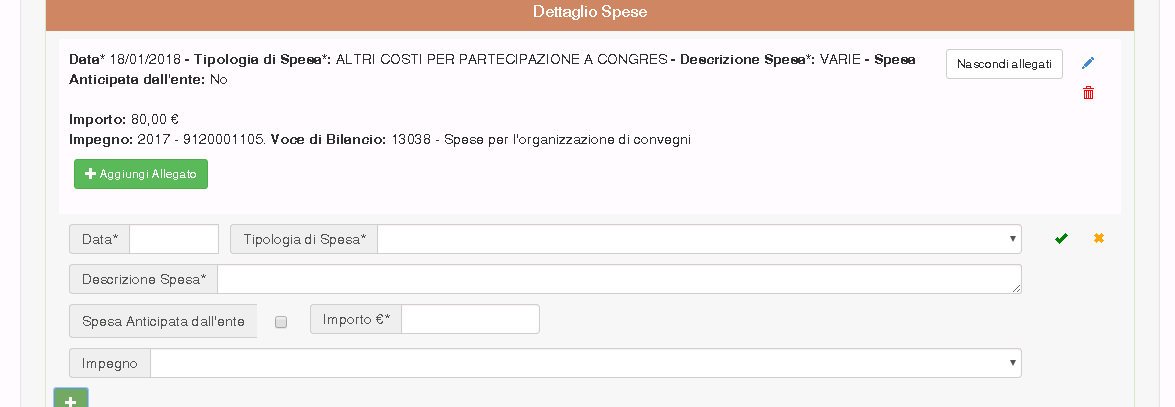 Dettaglio Spese
Data* 18/01/2018 - Tipologia di Spesa*: ALTRI COSTI PER PARTECIPAZIONE A CONGRES - Descrizione Spesa*: VARIE - Spesa
Anticipata dall'ente: No
Nascondi allegati
Importo: 80,00 €
Impegno: 2017 - 9120001105. Voce di Bilancio: 13038 - Spese per l'organizzazione di convegni
Aggiungi Allegato
Data* Tipologia di Spesa*
Descrizione Spesa*
Spesa Anticipata dall'ente Importo €*
Impegno